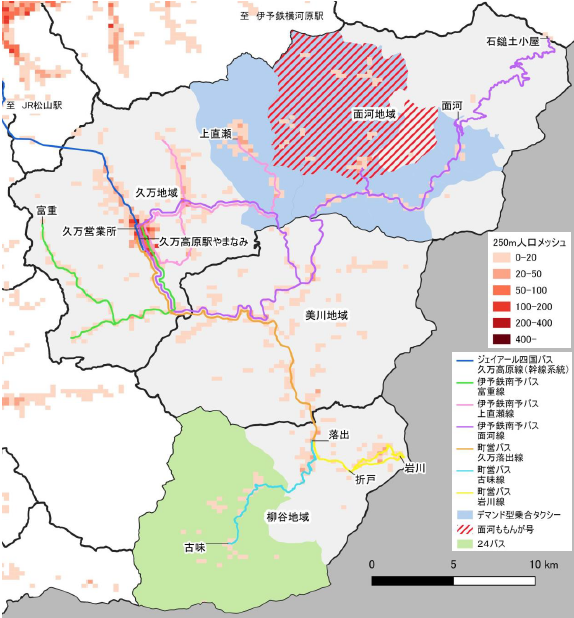 至 伊予鉄横河原駅
石鎚土小屋
至 JR松山駅
面河
面河地域
上直瀬
久万地域
富重
久万営業所
久万高原駅やまなみ
美川地域
落出
岩川
折戸
柳谷地域
古味
250m人口メッシュ
0-20
20-50
50-100
100-200
200-400
400-
ジェイアール四国バス
久万高原線(幹線系統)
伊予鉄南予バス
富重線
伊予鉄南予バス
上直瀬線
伊予鉄南予バス
面河線
町営バス
久万落出線
町営バス
古味線
町営バス
岩川線
デマンド型乗合タクシー
面河ももんが号
24バス
0 5 10 km